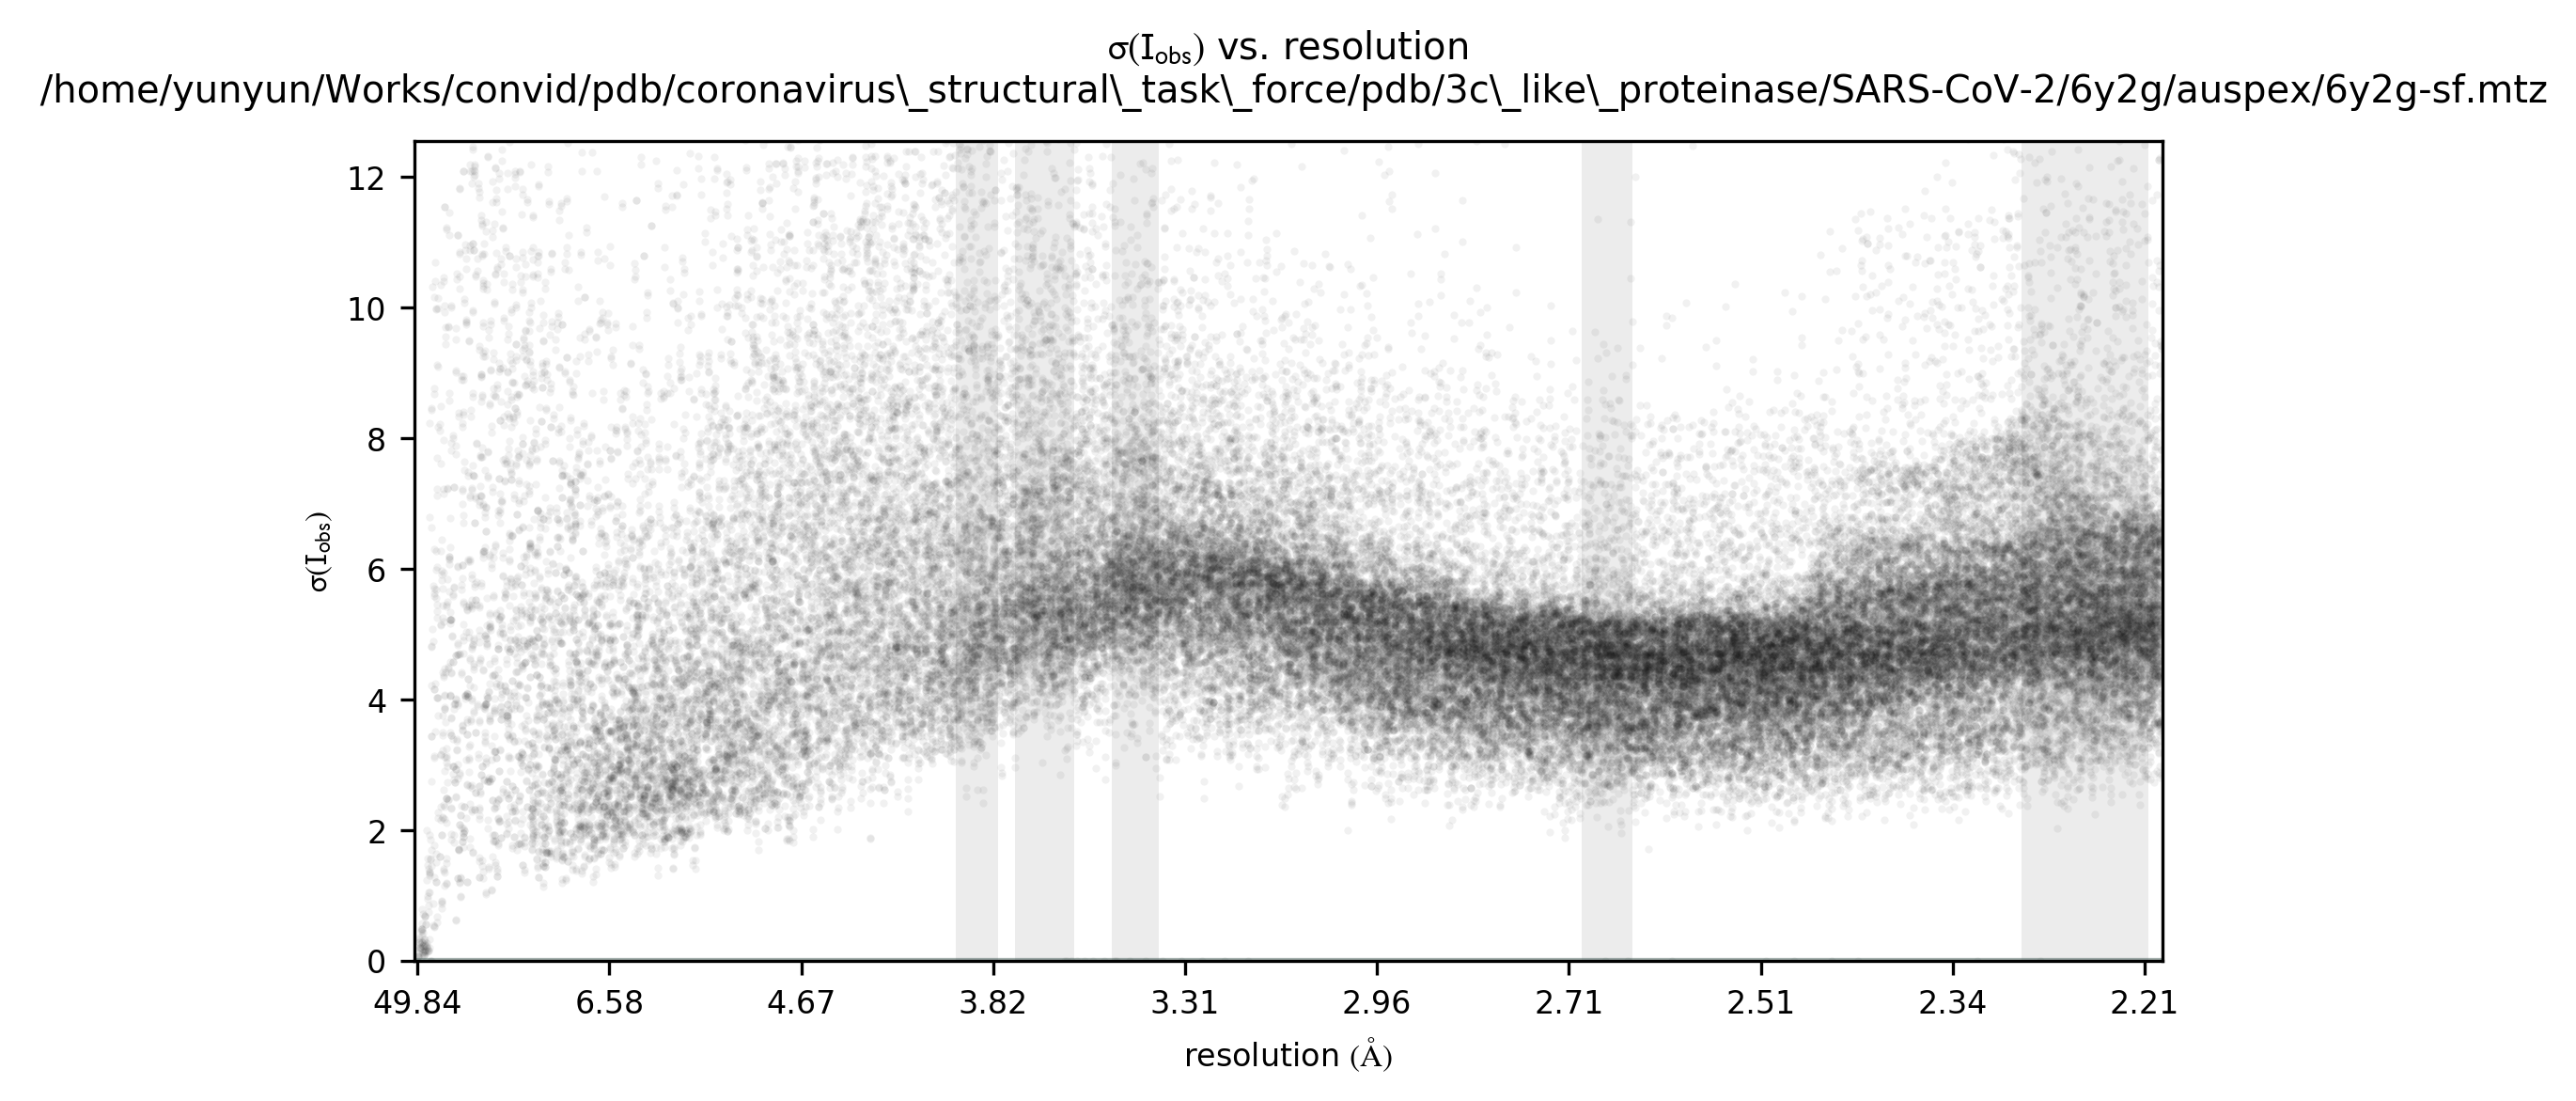 σ(I_obs) vs. resolution
/home/yunyun/Works/convid/pdb/coronavirus\_structural\_task\_force/pdb/3c\_like\_proteinase/SARS-CoV-2/6y2g/auspex/6y2g-sf.mtz
12
10
8
6
4
2
0
σ(I_obs)
49.84 6.58 4.67 3.82 3.31 2.96 2.71 2.51 2.34 2.21
resolution (Å)